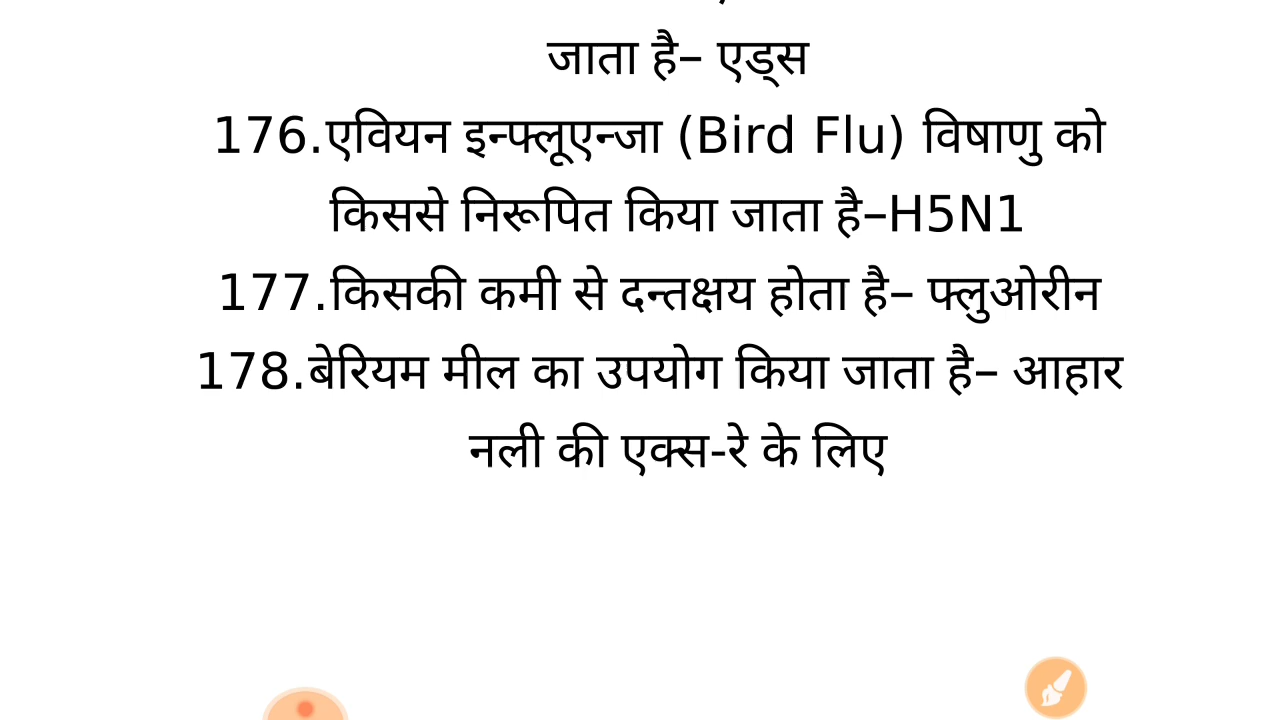 जाता है– एड्स
176.एवियन इन्फ्लूएन्जा (Bird Flu) विषाणु को
किससे निरूपित किया जाता है–H5N1
177.किसकी कमी से दन्तक्षय होता है– फ्लुओरीन
178.बेरियम मील का उपयोग किया जाता है– आहार
नली की एक्स-रे के लिए